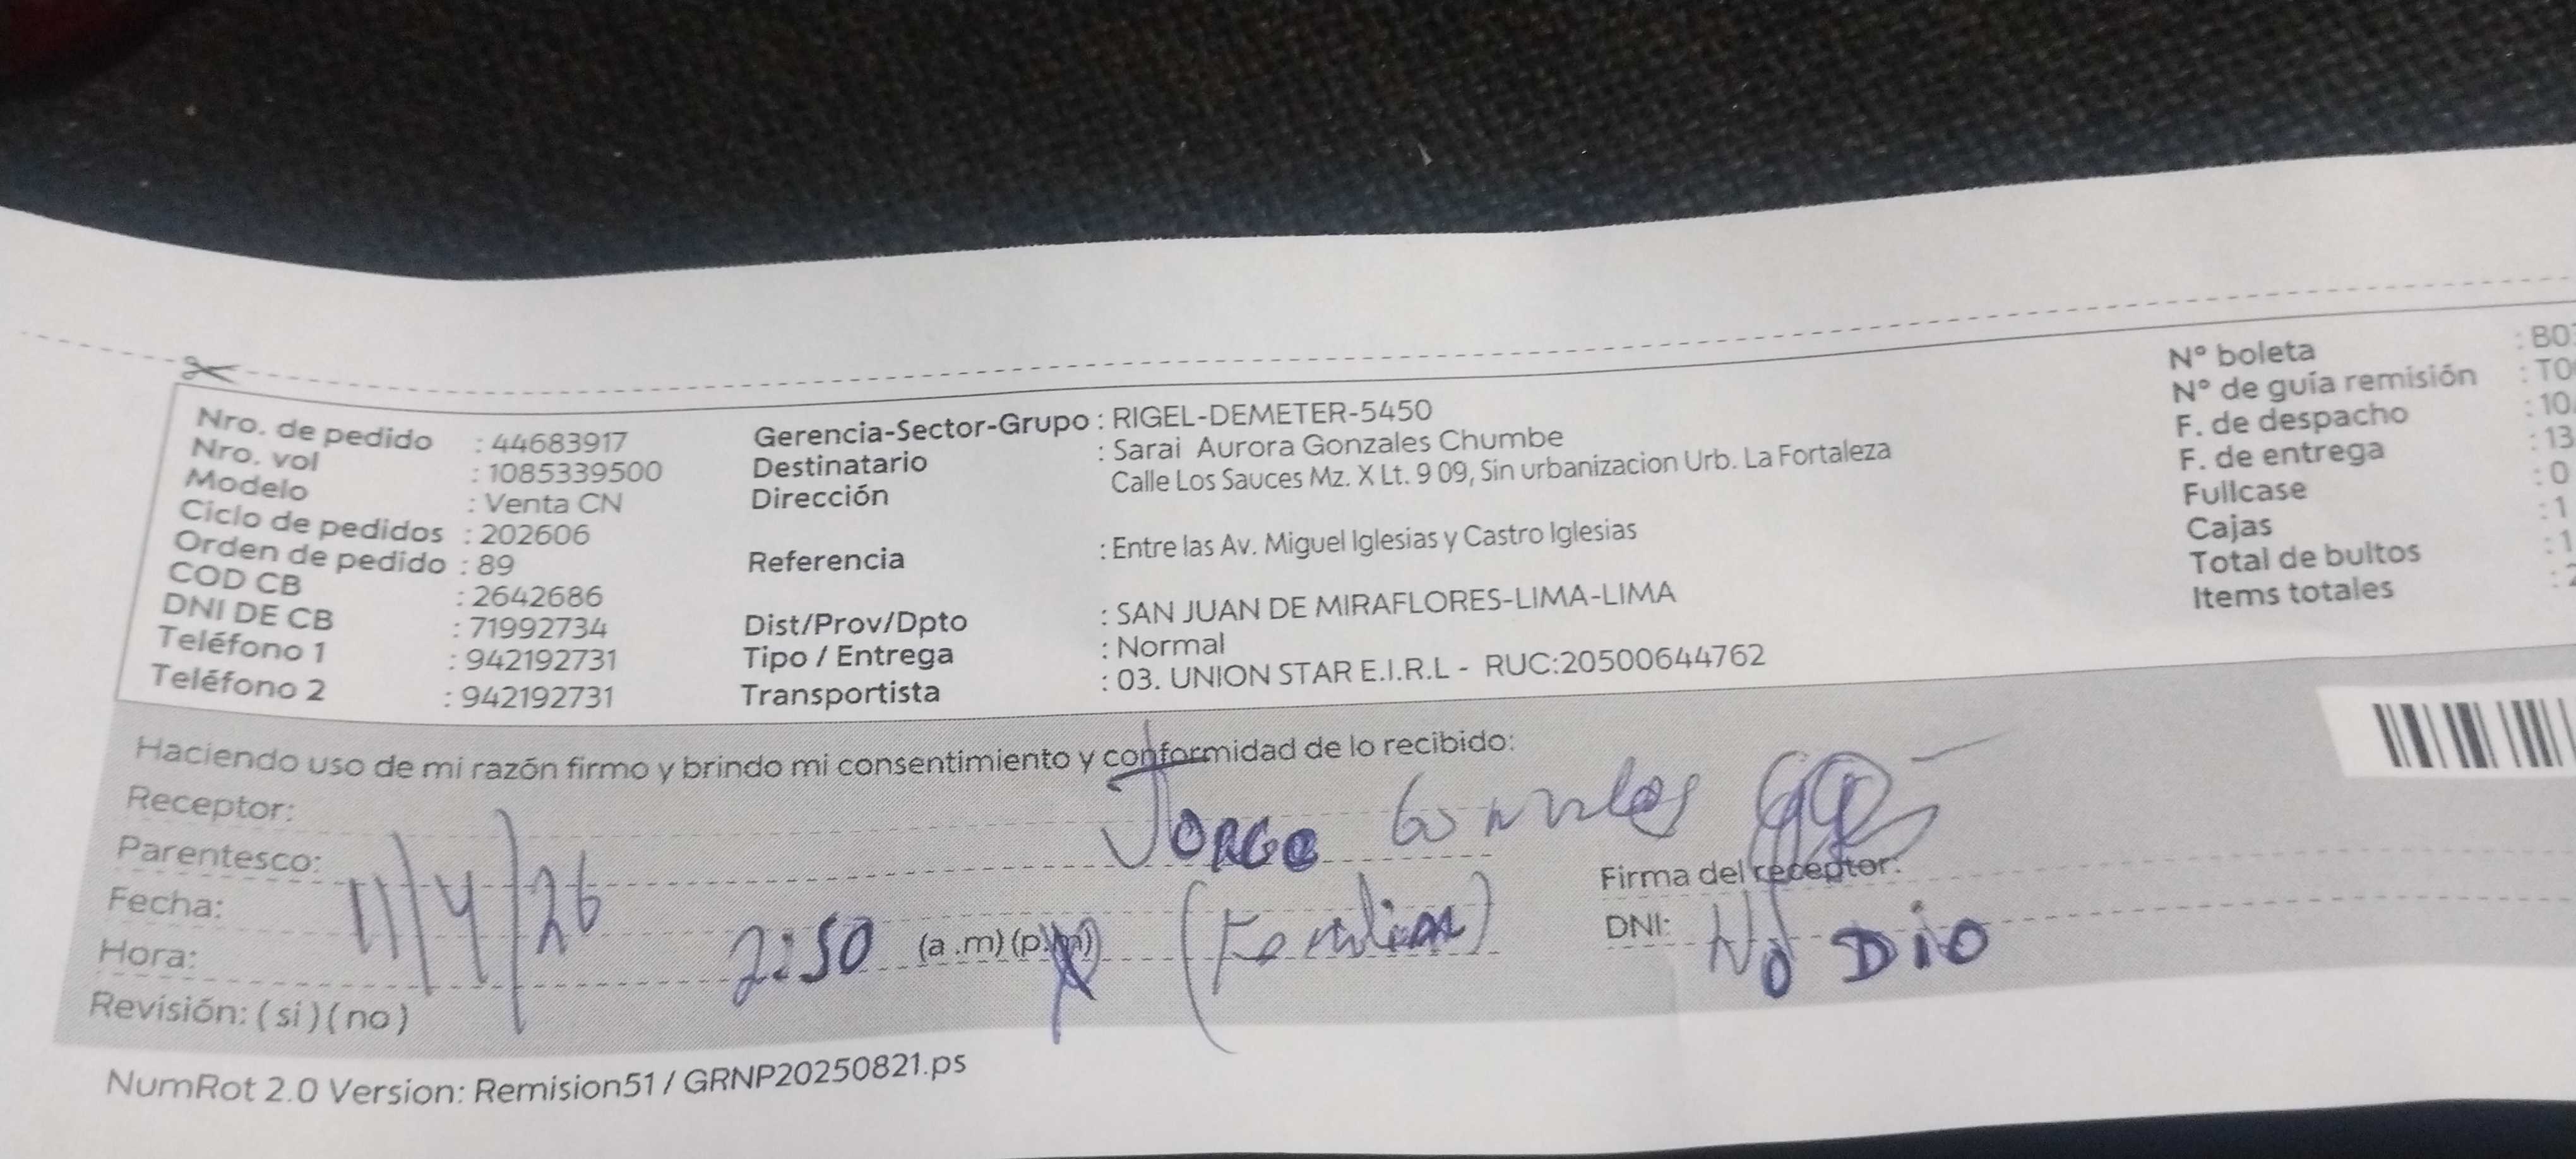 Nro. de pedido : 44683917
Nro. vol : 1085339500
Modelo : Venta CN
Ciclo de pedidos : 202606
Orden de pedido : 89
COD CB : 2642686
DNI DE CB : 71992734
Teléfono 1 : 942192731
Teléfono 2 : 942192731
Gerencia-Sector-Grupo : RIGEL-DEMETER-5450
Destinatario : Sarai Aurora Gonzales Chumbe
Dirección Calle Los Sauces Mz. X Lt. 9 09, Sin urbanizacion Urb. La Fortaleza
Referencia : Entre las Av. Miguel Iglesias y Castro Iglesias
Dist/Prov/Dpto : SAN JUAN DE MIRAFLORES-LIMA-LIMA
Tipo / Entrega : Normal
Transportista : 03. UNION STAR E.I.R.L - RUC:20500644762
N° boleta : B0
N° de guía remisión : T0
F. de despacho : 10
F. de entrega : 13
Fullcase : 0
Cajas : 1
Total de bultos : 1
Items totales : 2
Haciendo uso de mi razón firmo y brindo mi consentimiento y conformidad de lo recibido:
Receptor: Jorge Gonzales
Parentesco: (Familiar)
Fecha: 11/4/26
Hora: 2:50 (a .m) (p.m)
Revisión: ( si ) ( no )
Firma del receptor:
DNI: NO DIO
NumRot 2.0 Version: Remision51 / GRNP20250821.ps